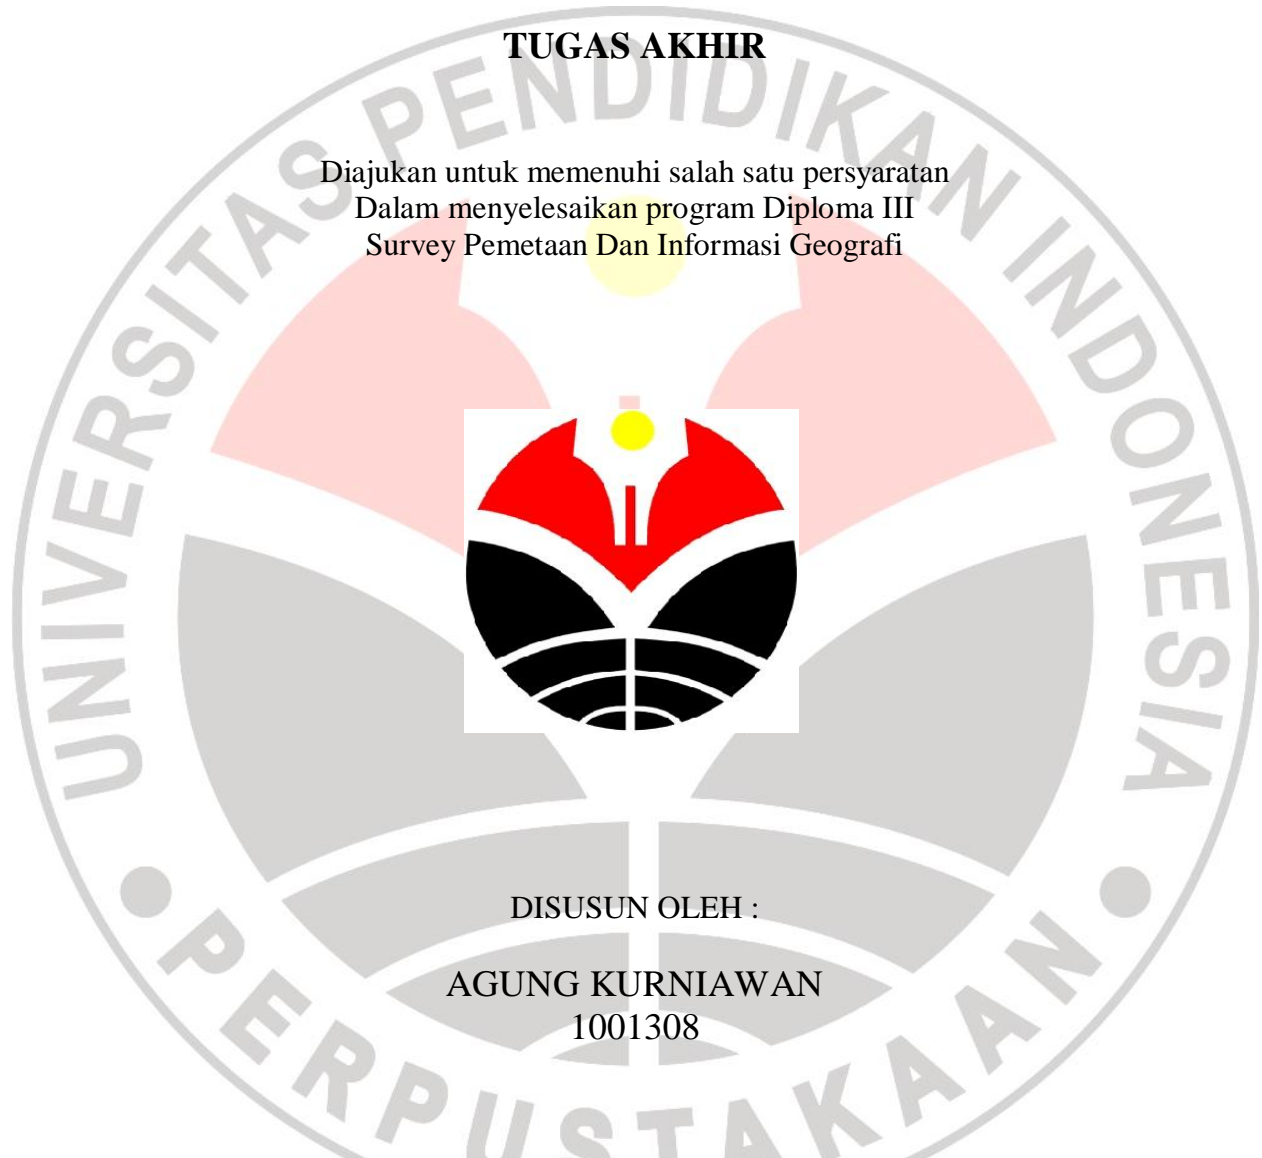 TUGAS AKHIR
Diajukan untuk memenuhi salah satu persyaratan
Dalam menyelesaikan program Diploma III
Survey Pemetaan Dan Informasi Geografi
DISUSUN OLEH :
AGUNG KURNIAWAN
1001308
UNIVERSITAS PENDIDIKAN INDONESIA
PERPUSTAKAAN